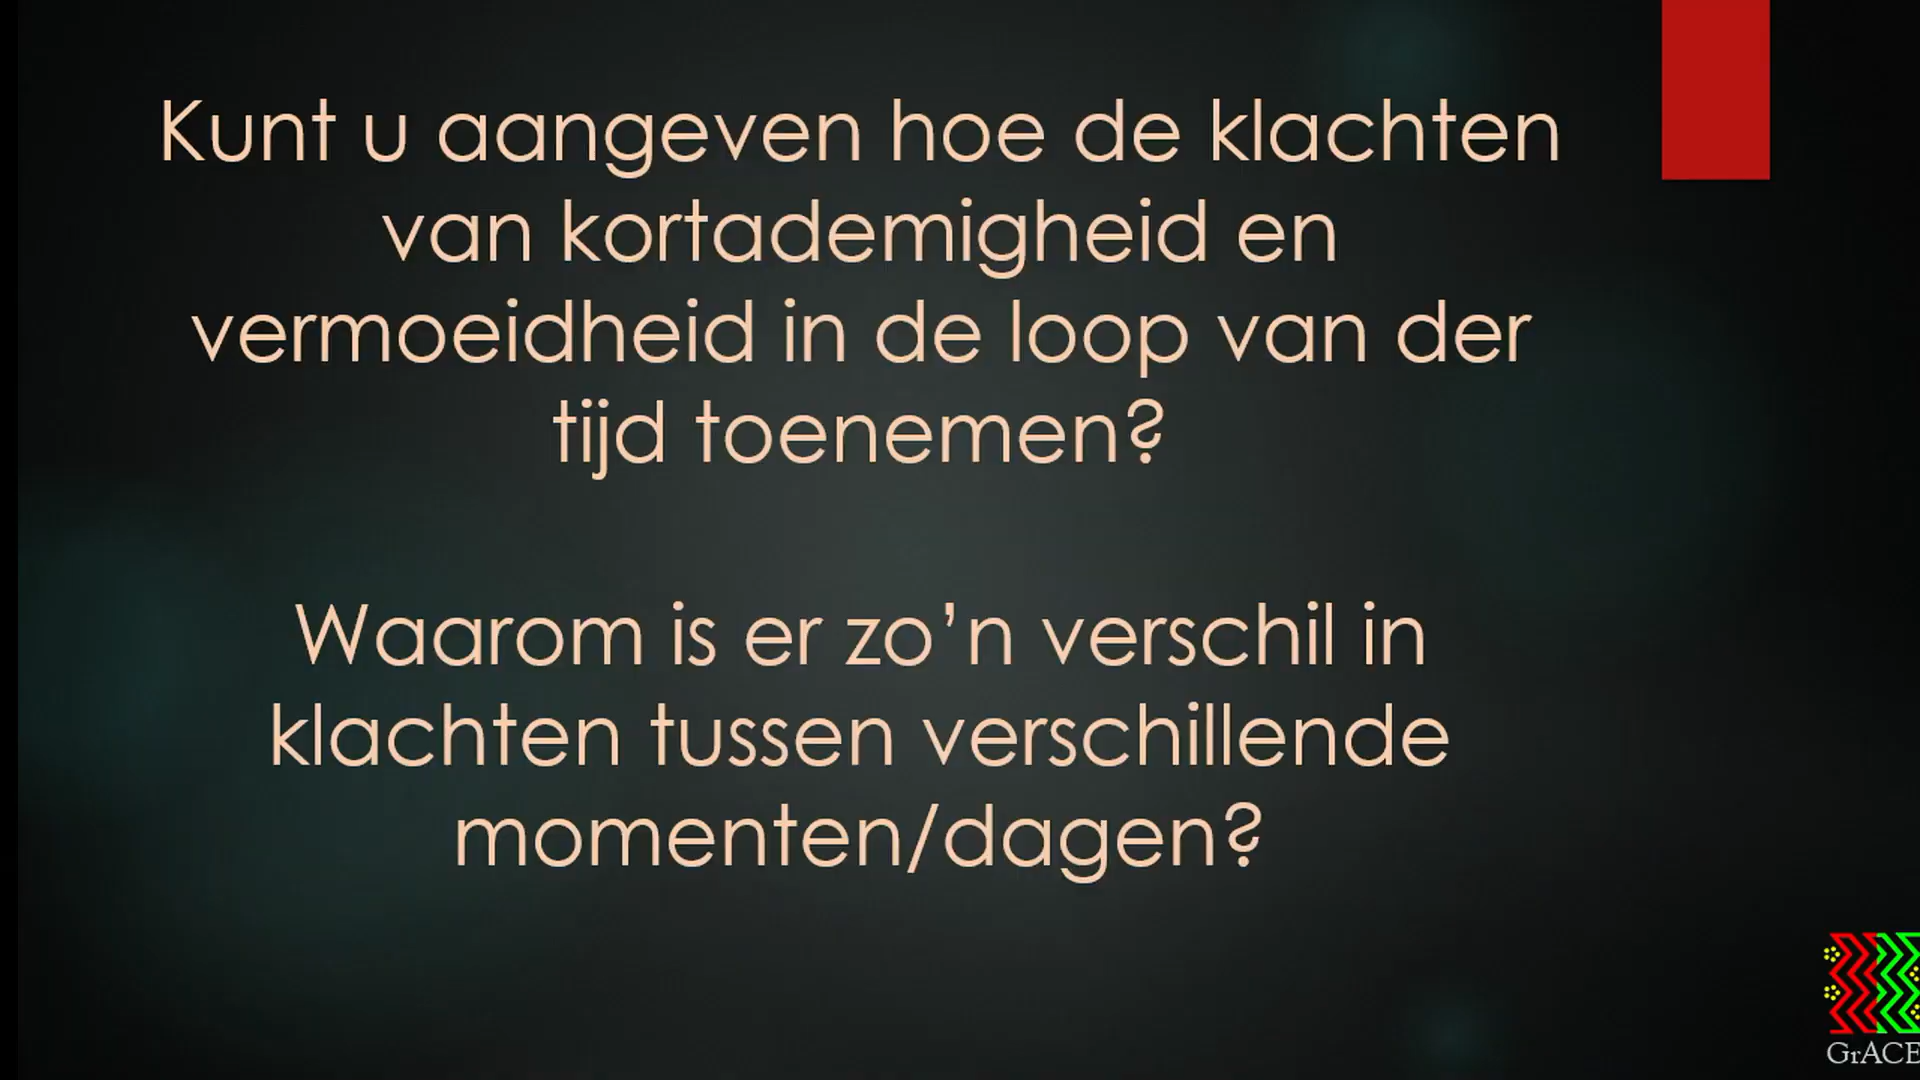 Kunt u aangeven hoe de klachten
van kortademigheid en
vermoeidheid in de loop van der
tijd toenemen?
Waarom is er zo’n verschil in
klachten tussen verschillende
momenten/dagen?
GrACE